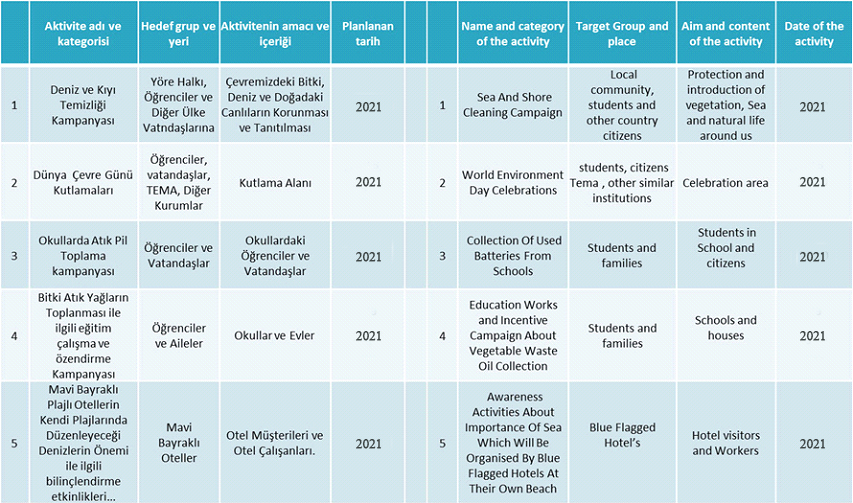 Aktivite adı ve
kategorisi
Hedef grup ve
yeri
Aktivitenin amacı ve
içeriği
Planlanan
tarih
Name and category
of the activity
Target Group and
place
Aim and content
of the activity
Date of the
activity
1
Deniz ve Kıyı
Temizliği
Kampanyası
Yöre Halkı,
Öğrenciler ve
Diğer Ülke
Vatndaşlarına
Çevremizdeki Bitki,
Deniz ve Doğadaki
Canlıların Korunması
ve Tanıtılması
2021
1
Sea And Shore
Cleaning Campaign
Local
community,
students and
other country
citizens
Protection and
introduction of
vegetation, Sea
and natural life
around us
2021
2
Dünya Çevre Günü
Kutlamaları
Öğrenciler,
vatandaşlar,
TEMA, Diğer
Kurumlar
Kutlama Alanı
2021
2
World Environment
Day Celebrations
students, citizens
Tema , other similar
institutions
Celebration area
2021
3
Okullarda Atık Pil
Toplama
kampanyası
Öğrenciler ve
Vatandaşlar
Okullardaki
Öğrenciler ve
Vatandaşlar
2021
3
Collection Of Used
Batteries From
Schools
Students and
families
Students in
School and
citizens
2021
4
Bitki Atık Yağların
Toplanması ile
ilgili eğitim
çalışma ve
özendirme
Kampanyası
Öğrenciler
ve Aileler
Okullar ve Evler
2021
4
Education Works
and Incentive
Campaign About
Vegetable Waste
Oil Collection
Students and
families
Schools and
houses
2021
5
Mavi Bayraklı
Plajlı Otellerin
Kendi Plajlarında
Düzenleyeceği
Denizlerin Önemi
ile ilgili
bilinçlendirme
etkinlikleri...
Mavi
Bayraklı
Oteller
Otel Müşterileri ve
Otel Çalışanları.
2021
5
Awareness
Activities About
Importance Of Sea
Which Will Be
Organised By Blue
Flagged Hotels At
Their Own Beach
Blue Flagged
Hotel’s
Hotel visitors
and Workers
2021